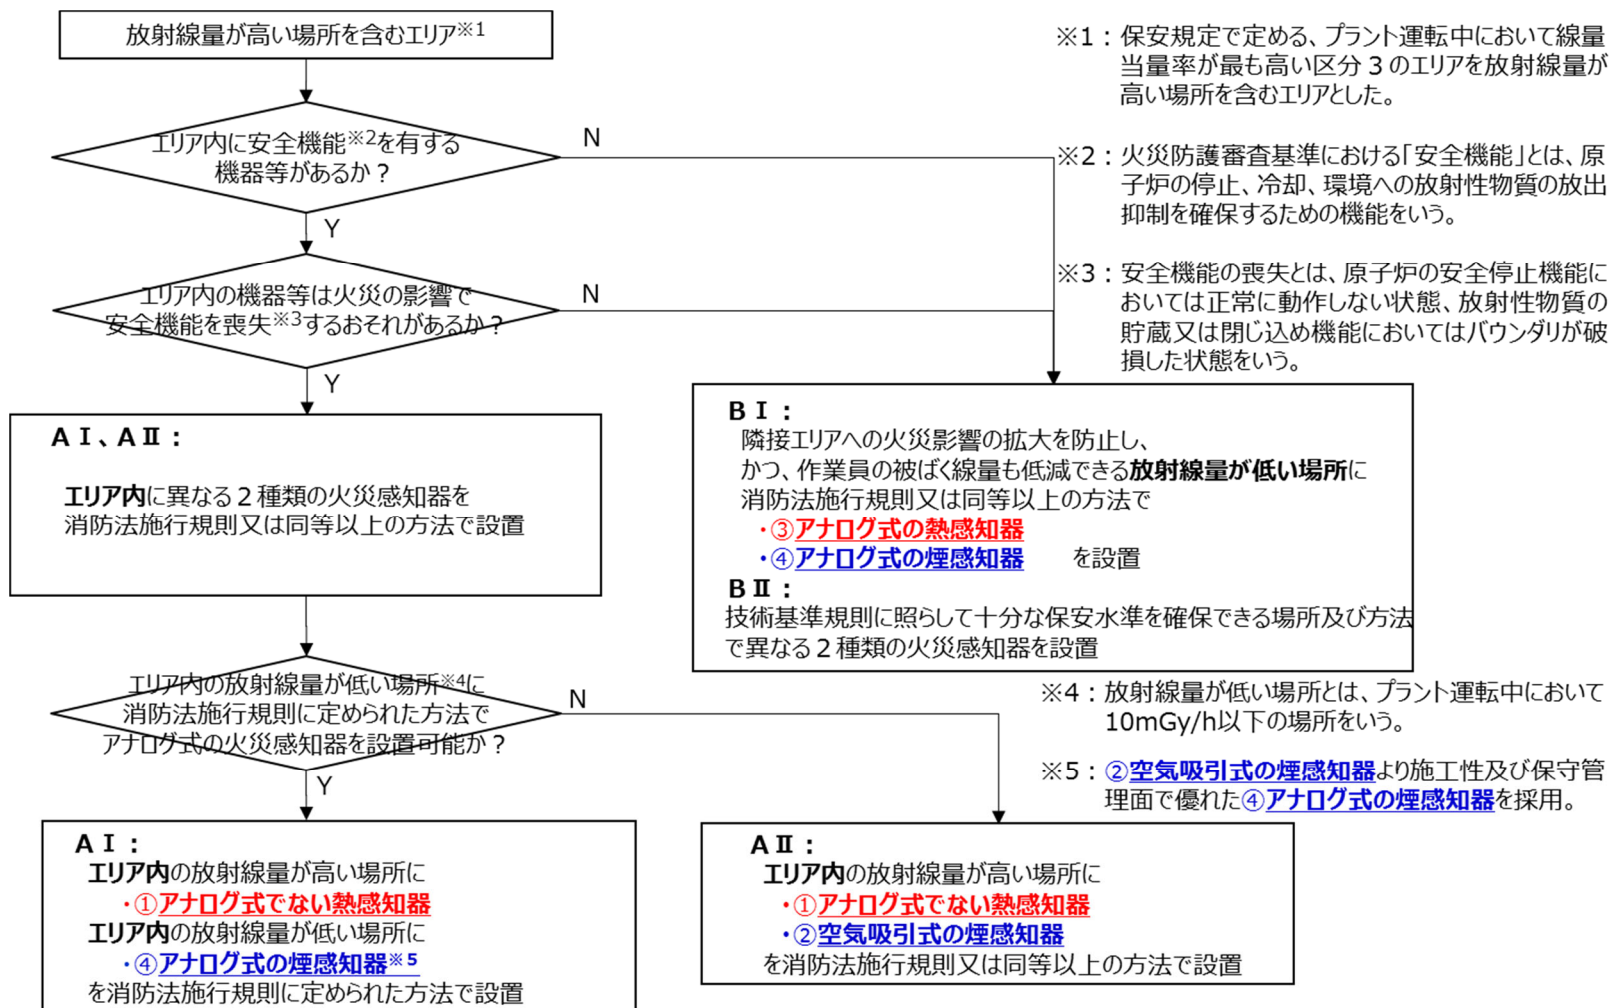 放射線量が高い場所を含むエリア※1
エリア内に安全機能※2を有する
機器等があるか？
N
Y
エリア内の機器等は火災の影響で
安全機能を喪失※3するおそれがあるか？
N
Y
※1：保安規定で定める、プラント運転中において線量
当量率が最も高い区分３のエリアを放射線量が
高い場所を含むエリアとした。
※2：火災防護審査基準における「安全機能」とは、原
子炉の停止、冷却、環境への放射性物質の放出
抑制を確保するための機能をいう。
※3：安全機能の喪失とは、原子炉の安全停止機能に
おいては正常に動作しない状態、放射性物質の
貯蔵又は閉じ込め機能においてはバウンダリが破
損した状態をいう。
AⅠ、AⅡ：
エリア内に異なる２種類の火災感知器を
消防法施行規則又は同等以上の方法で設置
BⅠ：
隣接エリアへの火災影響の拡大を防止し、
かつ、作業員の被ばく線量も低減できる放射線量が低い場所に
消防法施行規則又は同等以上の方法で
・③アナログ式の熱感知器
・④アナログ式の煙感知器　を設置
BⅡ：
技術基準規則に照らして十分な保安水準を確保できる場所及び方法
で異なる２種類の火災感知器を設置
エリア内の放射線量が低い場所※4に
消防法施行規則に定められた方法で
アナログ式の火災感知器を設置可能か？
N
Y
※4：放射線量が低い場所とは、プラント運転中において
10mGy/h以下の場所をいう。
※5：②空気吸引式の煙感知器より施工性及び保守管
理面で優れた④アナログ式の煙感知器を採用。
AⅠ：
エリア内の放射線量が高い場所に
・①アナログ式でない熱感知器
エリア内の放射線量が低い場所に
・④アナログ式の煙感知器※5
を消防法施行規則に定められた方法で設置
AⅡ：
エリア内の放射線量が高い場所に
・①アナログ式でない熱感知器
・②空気吸引式の煙感知器
を消防法施行規則又は同等以上の方法で設置